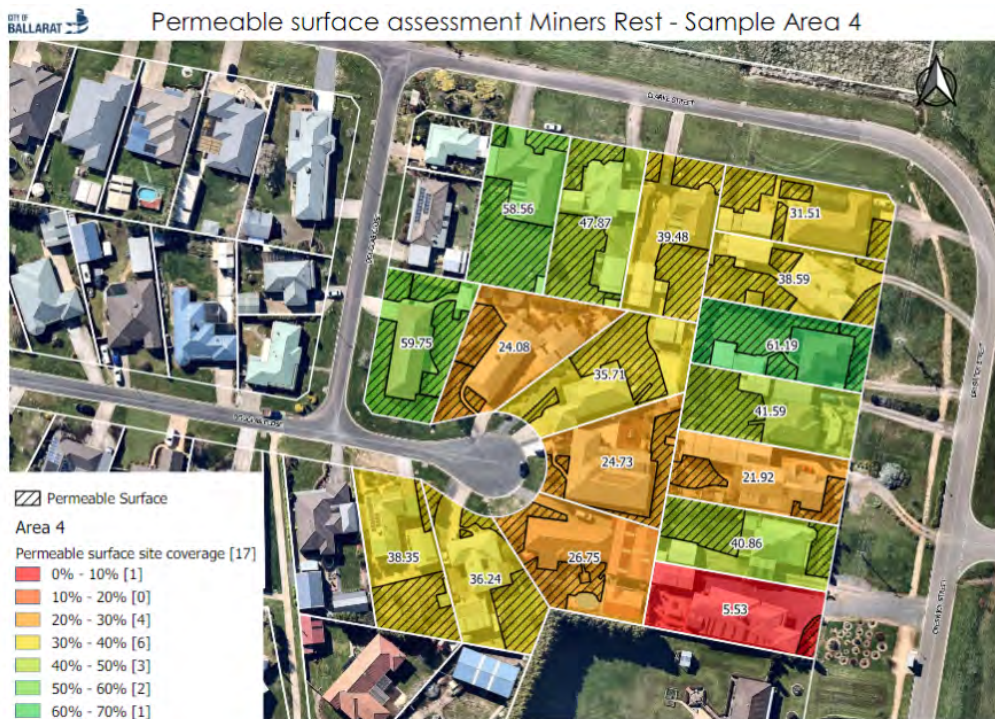 CITY OF
BALLARAT
Permeable surface assessment Miners Rest - Sample Area 4
58.56
47.87
39.48
31.51
38.59
59.75
24.08
35.71
61.19
41.59
24.73
21.92
38.35
36.24
26.75
40.86
5.53
Permeable Surface
Area 4
Permeable surface site coverage [17]
0% - 10% [1]
10% - 20% [0]
20% - 30% [4]
30% - 40% [6]
40% - 50% [3]
50% - 60% [2]
60% - 70% [1]